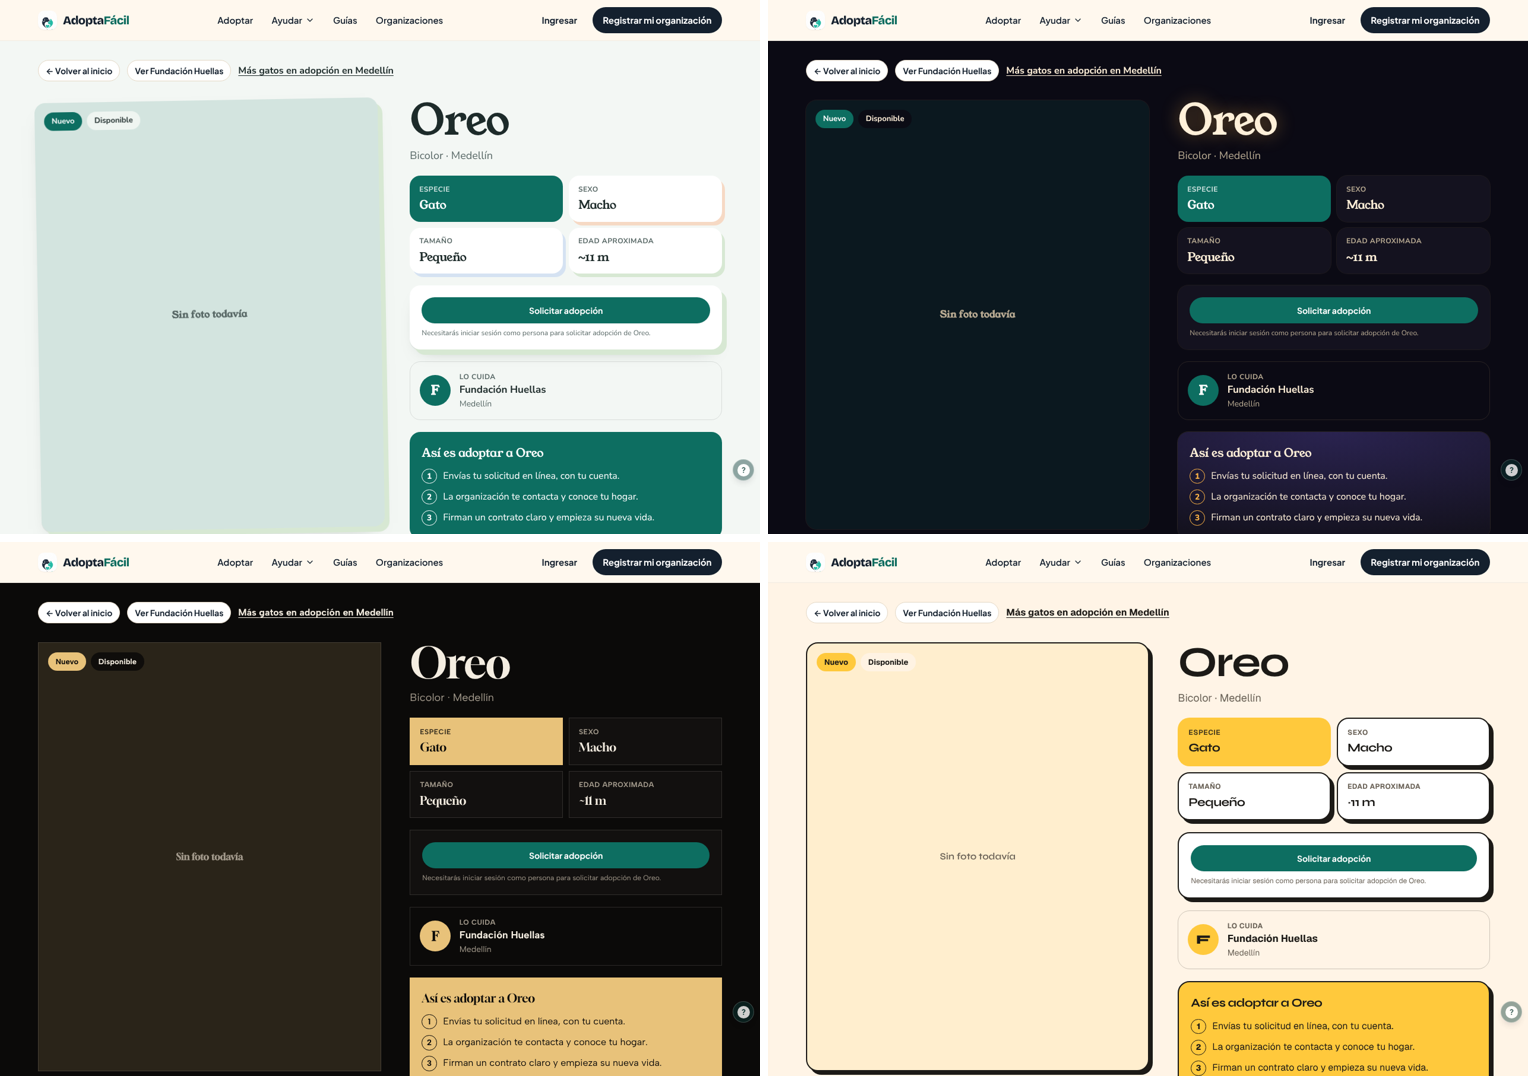 AdoptaFácil
Adoptar Ayudar Guías Organizaciones
Ingresar Registrar mi organización
← Volver al inicio Ver Fundación Huellas Más gatos en adopción en Medellín
Nuevo Disponible
Sin foto todavía
Oreo
Bicolor · Medellín
ESPECIE
Gato
SEXO
Macho
TAMAÑO
Pequeño
EDAD APROXIMADA
~11 m
Solicitar adopción
Necesitarás iniciar sesión como persona para solicitar adopción de Oreo.
F
LO CUIDA
Fundación Huellas
Medellín
Así es adoptar a Oreo
1 Envías tu solicitud en línea, con tu cuenta.
2 La organización te contacta y conoce tu hogar.
3 Firman un contrato claro y empieza su nueva vida.
?
AdoptaFácil
Adoptar Ayudar Guías Organizaciones
Ingresar Registrar mi organización
← Volver al inicio Ver Fundación Huellas Más gatos en adopción en Medellín
Nuevo Disponible
Sin foto todavía
Oreo
Bicolor · Medellín
ESPECIE
Gato
SEXO
Macho
TAMAÑO
Pequeño
EDAD APROXIMADA
~11 m
Solicitar adopción
Necesitarás iniciar sesión como persona para solicitar adopción de Oreo.
F
LO CUIDA
Fundación Huellas
Medellín
Así es adoptar a Oreo
1 Envías tu solicitud en línea, con tu cuenta.
2 La organización te contacta y conoce tu hogar.
3 Firman un contrato claro y empieza su nueva vida.
?
AdoptaFácil
Adoptar Ayudar Guías Organizaciones
Ingresar Registrar mi organización
← Volver al inicio Ver Fundación Huellas Más gatos en adopción en Medellín
Nuevo Disponible
Sin foto todavía
Oreo
Bicolor · Medellín
ESPECIE
Gato
SEXO
Macho
TAMAÑO
Pequeño
EDAD APROXIMADA
~11 m
Solicitar adopción
Necesitarás iniciar sesión como persona para solicitar adopción de Oreo.
F
LO CUIDA
Fundación Huellas
Medellín
Así es adoptar a Oreo
1 Envías tu solicitud en línea, con tu cuenta.
2 La organización te contacta y conoce tu hogar.
3 Firman un contrato claro y empieza su nueva vida.
?
AdoptaFácil
Adoptar Ayudar Guías Organizaciones
Ingresar Registrar mi organización
← Volver al inicio Ver Fundación Huellas Más gatos en adopción en Medellín
Nuevo Disponible
Sin foto todavía
Oreo
Bicolor · Medellín
ESPECIE
Gato
SEXO
Macho
TAMAÑO
Pequeño
EDAD APROXIMADA
~11 m
Solicitar adopción
Necesitarás iniciar sesión como persona para solicitar adopción de Oreo.
F
LO CUIDA
Fundación Huellas
Medellín
Así es adoptar a Oreo
1 Envías tu solicitud en línea, con tu cuenta.
2 La organización te contacta y conoce tu hogar.
3 Firman un contrato claro y empieza su nueva vida.
?